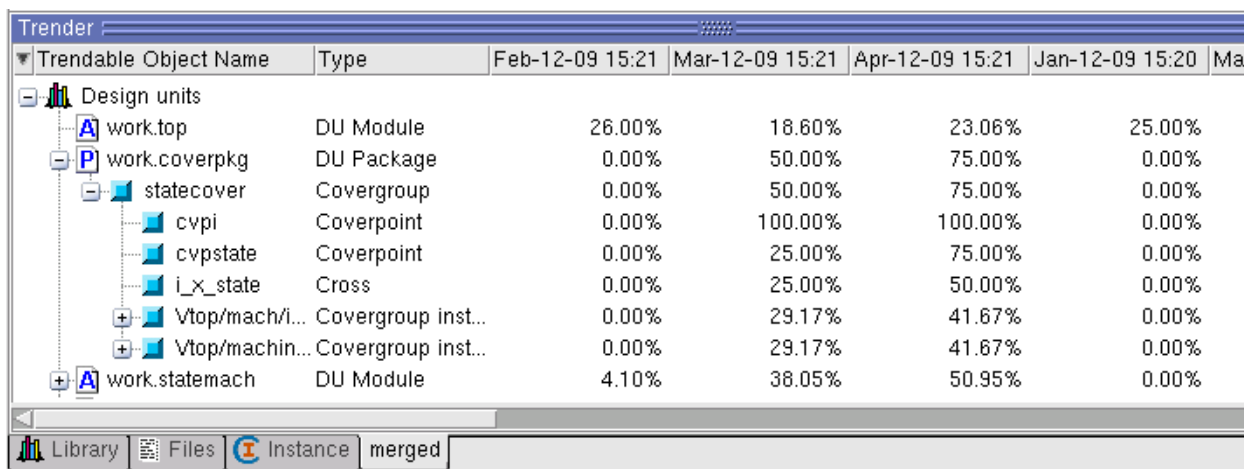 Trender
Trendable Object Name Type Feb-12-09 15:21 Mar-12-09 15:21 Apr-12-09 15:21 Jan-12-09 15:20 Ma
Design units
A work.top DU Module 26.00% 18.60% 23.06% 25.00%
P work.coverpkg DU Package 0.00% 50.00% 75.00% 0.00%
statecover Covergroup 0.00% 50.00% 75.00% 0.00%
cvpi Coverpoint 0.00% 100.00% 100.00% 0.00%
cvpstate Coverpoint 0.00% 25.00% 75.00% 0.00%
i_x_state Cross 0.00% 25.00% 50.00% 0.00%
Vtop/mach/i... Covergroup inst... 0.00% 29.17% 41.67% 0.00%
Vtop/machin... Covergroup inst... 0.00% 29.17% 41.67% 0.00%
A work.statemach DU Module 4.10% 38.05% 50.95% 0.00%
Library Files I Instance merged